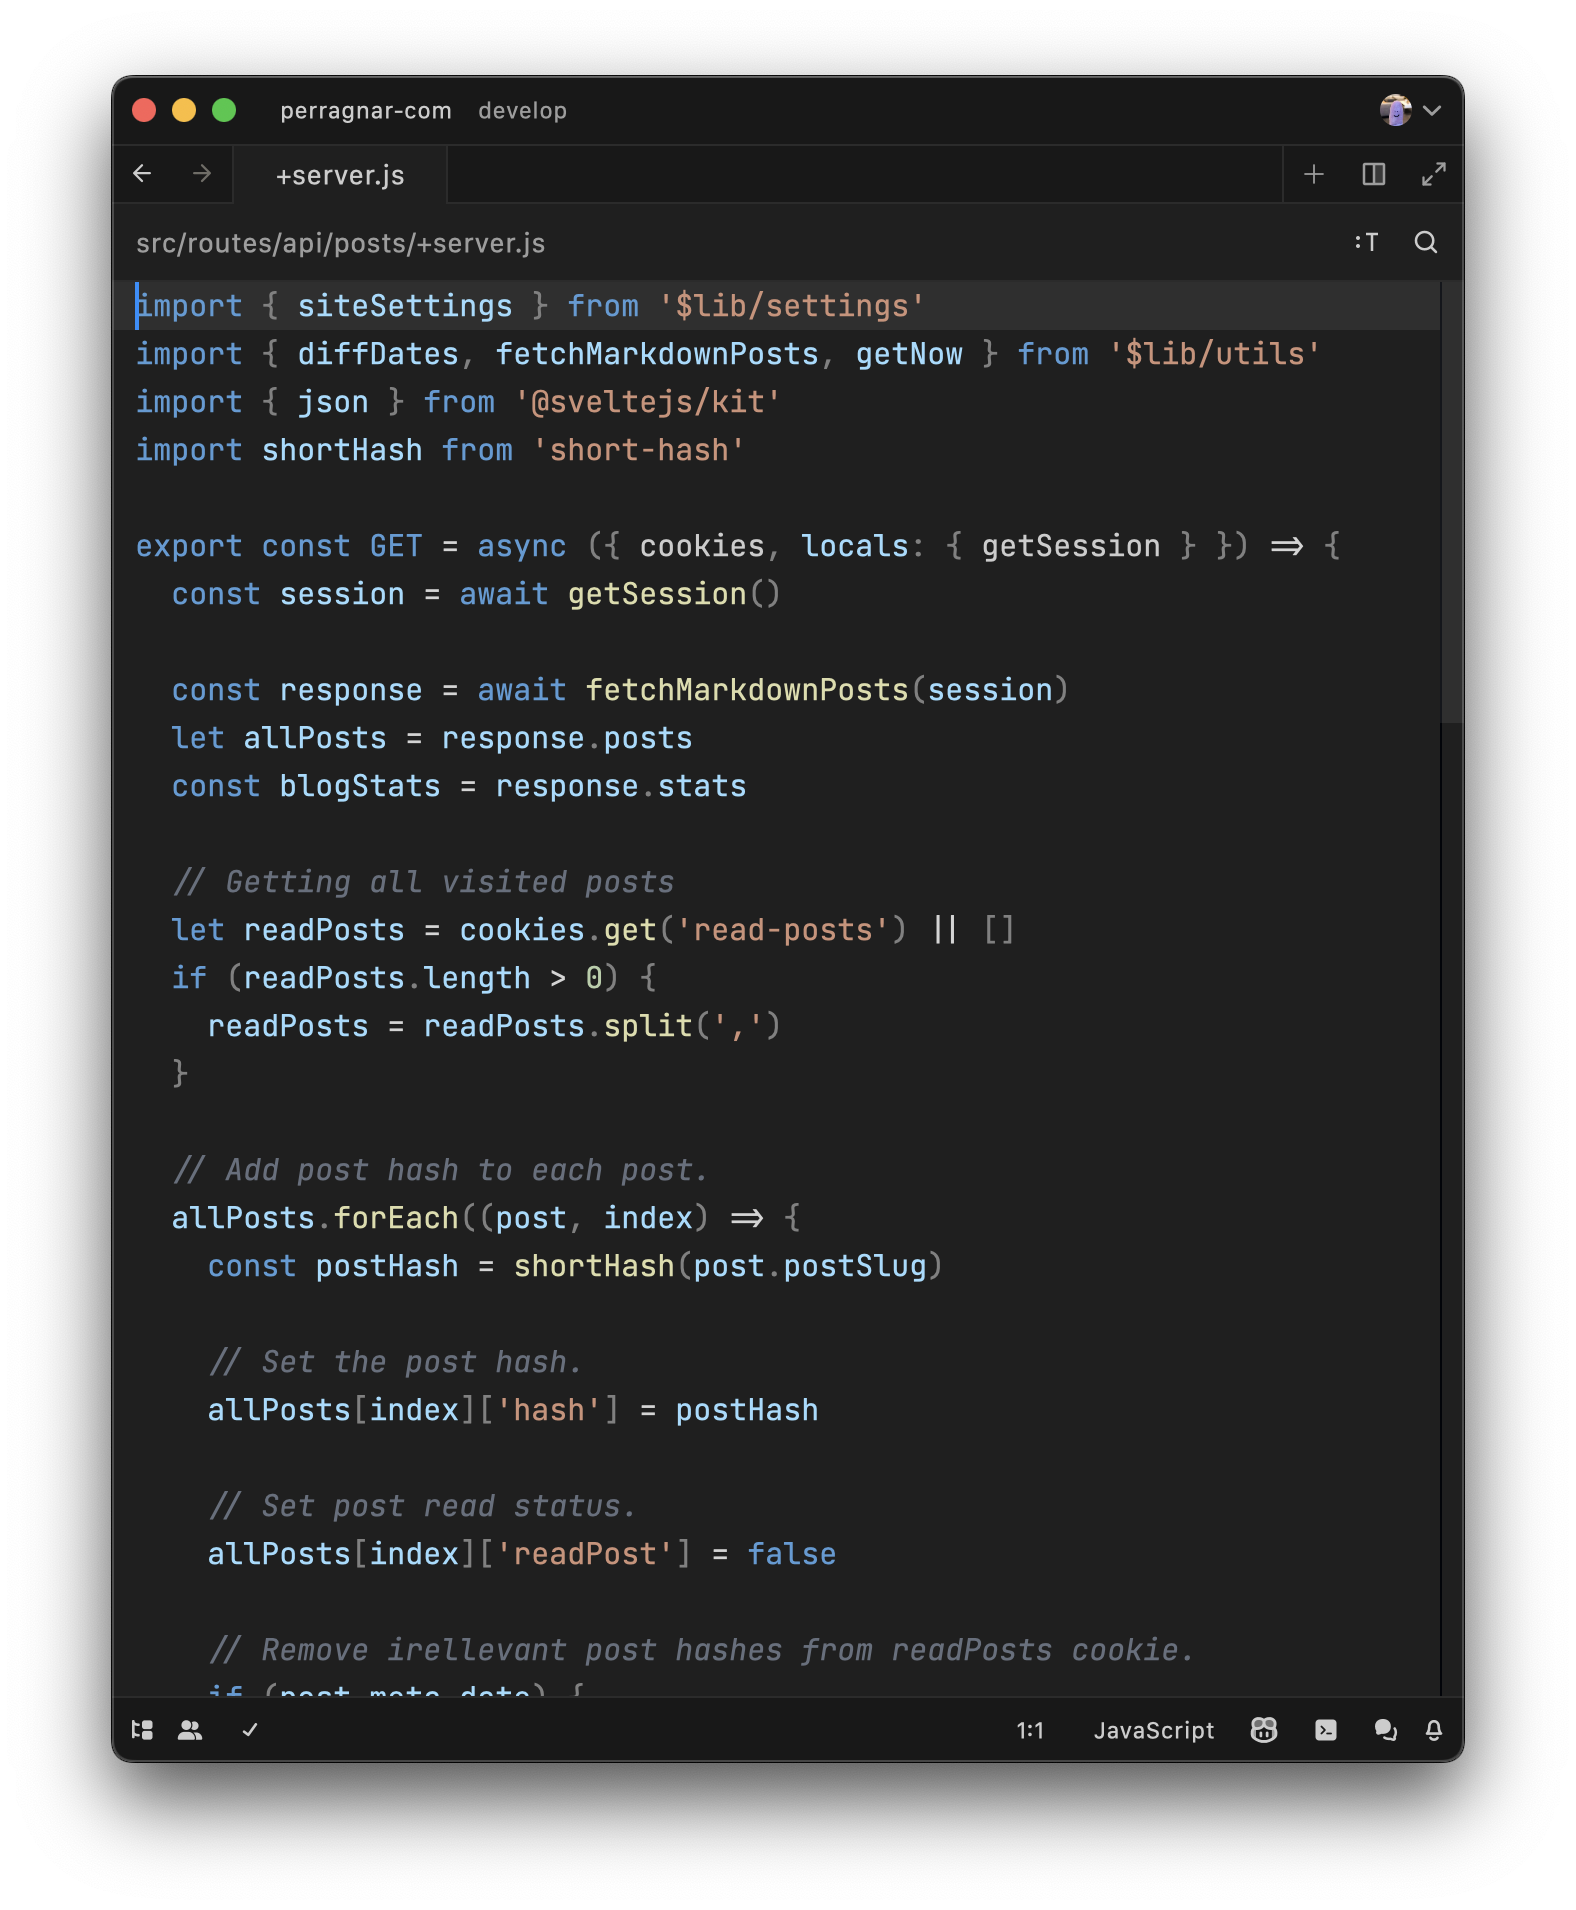 perragnar-com develop
+server.js
src/routes/api/posts/+server.js
:T
import { siteSettings } from '$lib/settings'
import { diffDates, fetchMarkdownPosts, getNow } from '$lib/utils'
import { json } from '@sveltejs/kit'
import shortHash from 'short-hash'
export const GET = async ({ cookies, locals: { getSession } }) => {
  const session = await getSession()
  const response = await fetchMarkdownPosts(session)
  let allPosts = response.posts
  const blogStats = response.stats
  // Getting all visited posts
  let readPosts = cookies.get('read-posts') || []
  if (readPosts.length > 0) {
    readPosts = readPosts.split(',')
  }
  // Add post hash to each post.
  allPosts.forEach((post, index) => {
    const postHash = shortHash(post.postSlug)
    // Set the post hash.
    allPosts[index]['hash'] = postHash
    // Set post read status.
    allPosts[index]['readPost'] = false
    // Remove irellevant post hashes from readPosts cookie.
    if (post.meta.date) {
1:1 JavaScript